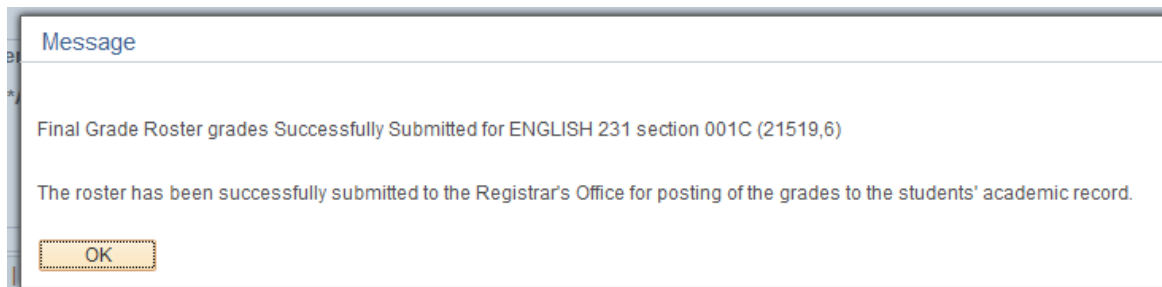 Message
Final Grade Roster grades Successfully Submitted for ENGLISH 231 section 001C (21519,6)
The roster has been successfully submitted to the Registrar's Office for posting of the grades to the students' academic record.
OK